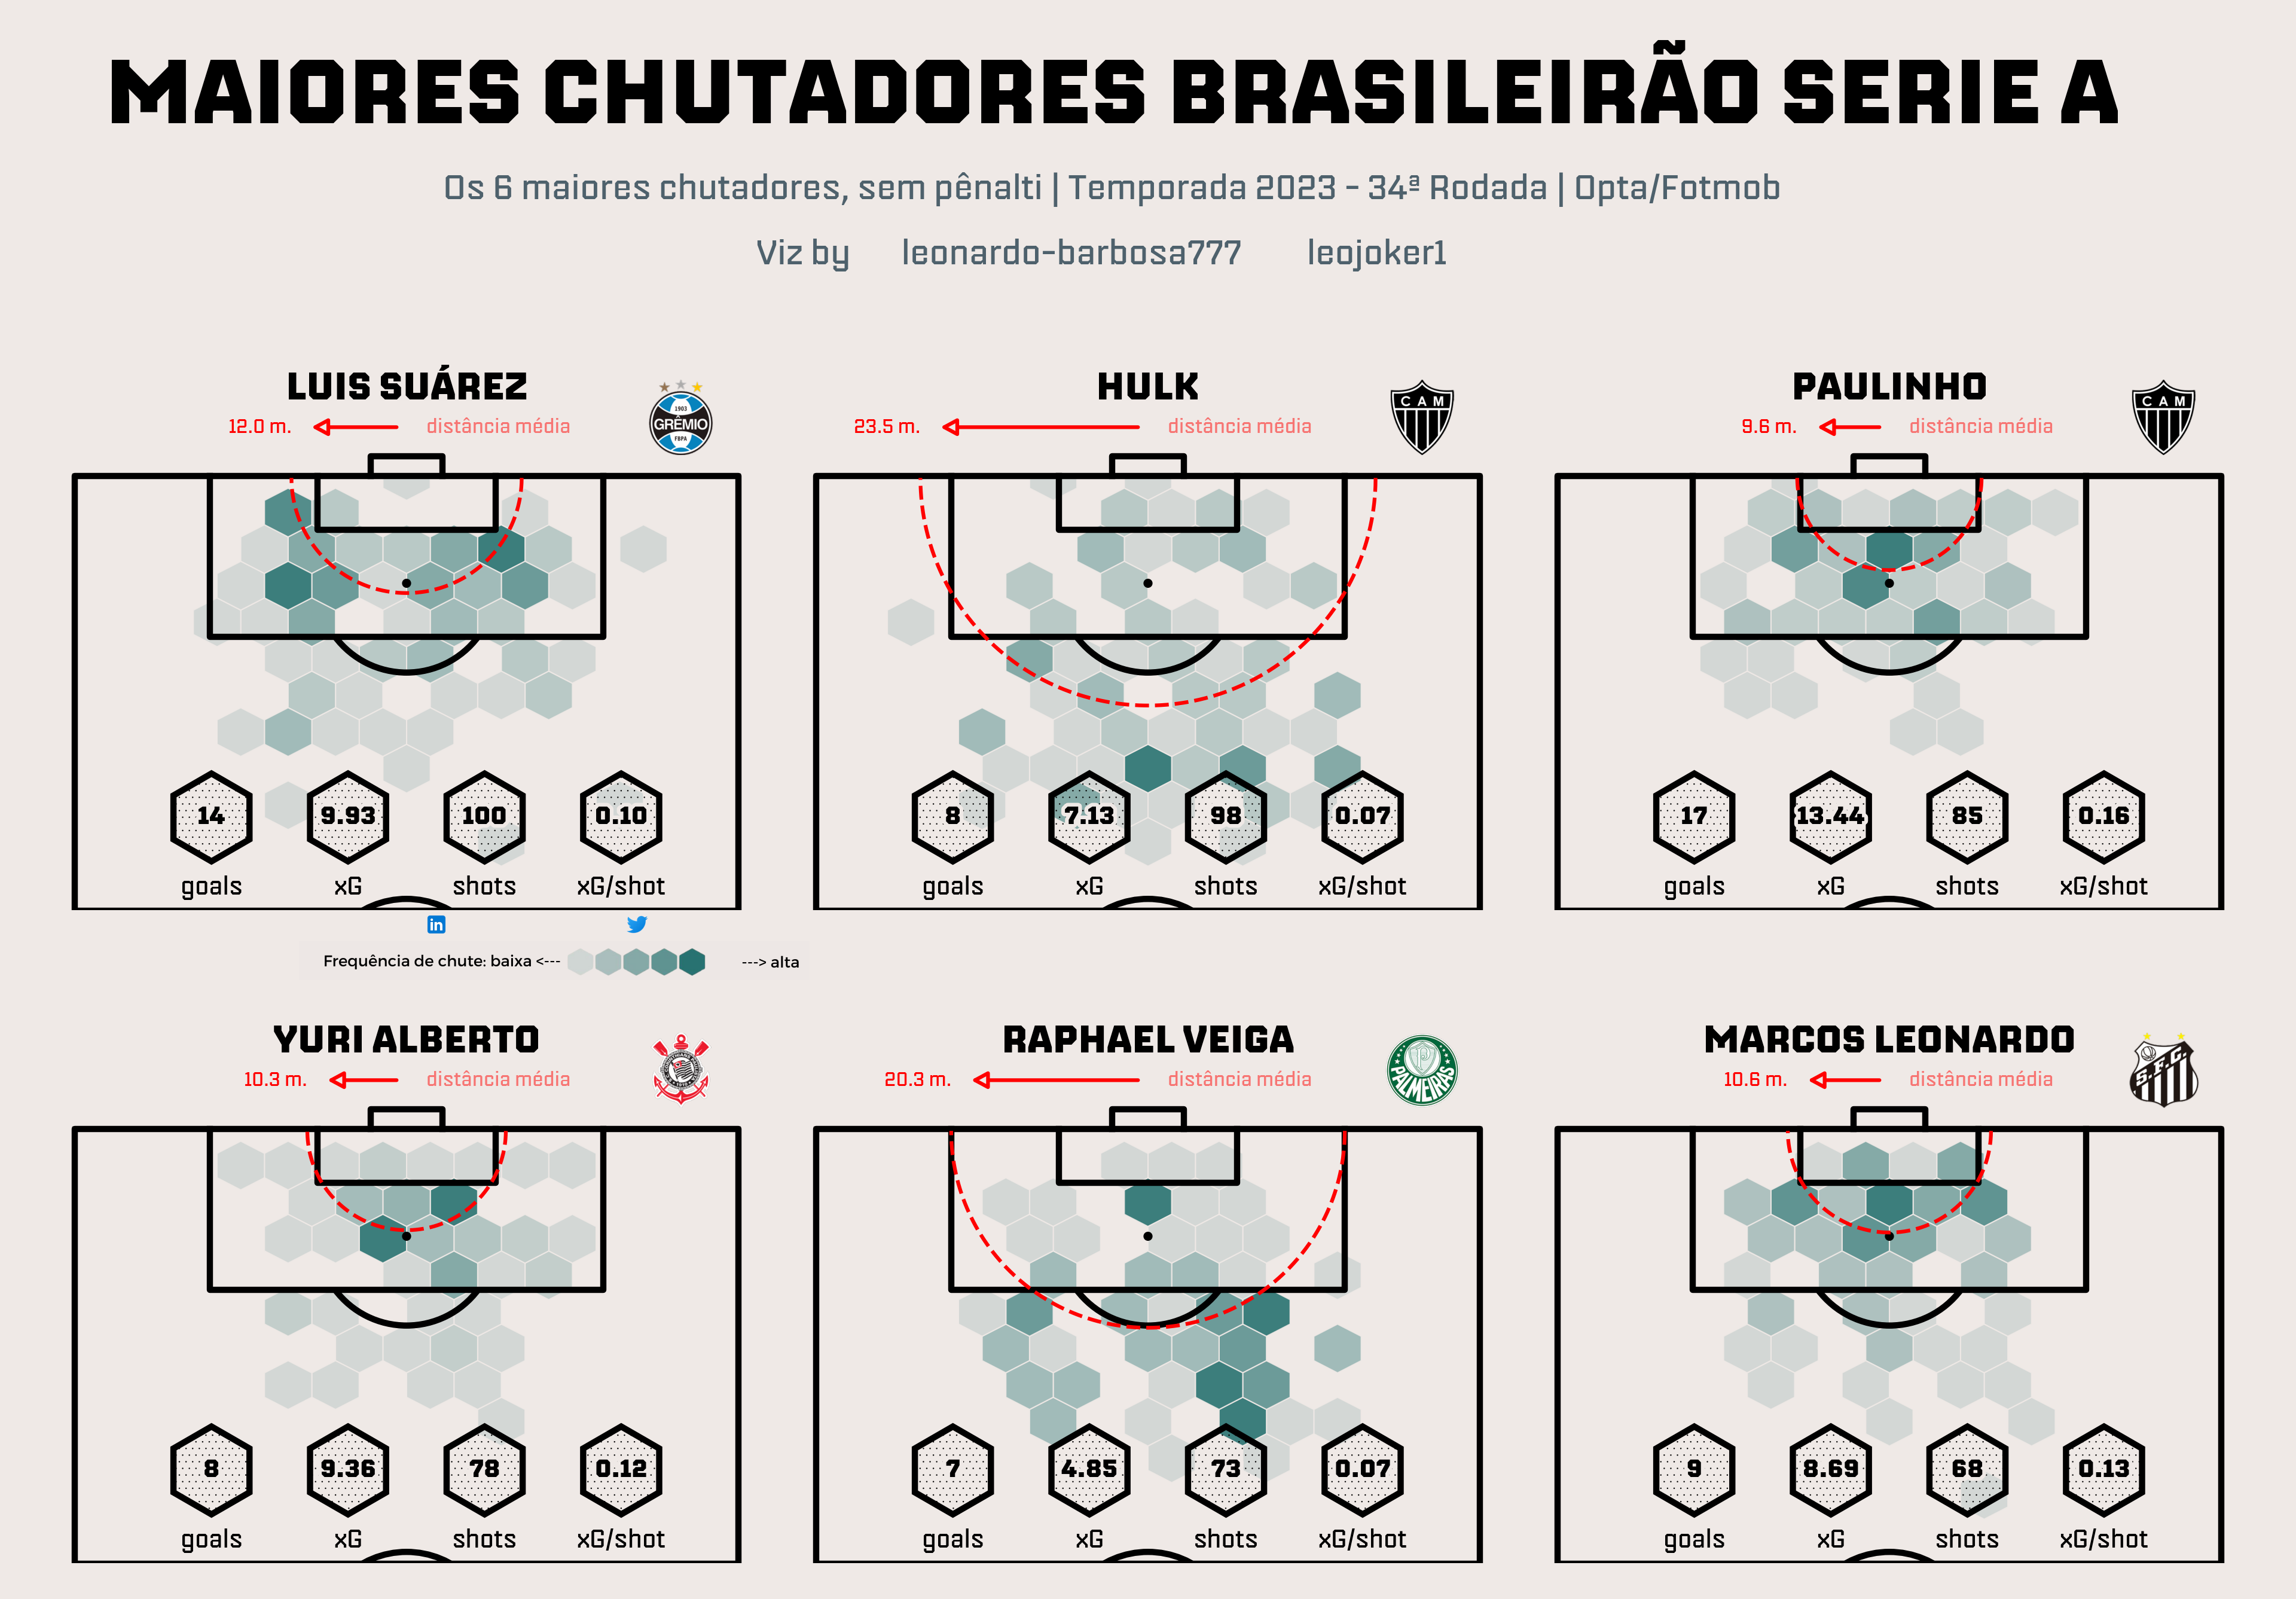 MAIORES CHUTADORES BRASILEIRÃO SERIE A
Os 6 maiores chutadores, sem pênalti | Temporada 2023 - 34ª Rodada | Opta/Fotmob
Viz by leonardo-barbosa777 leojoker1
LUIS SUÁREZ
12.0 m. distância média
1903
GRÊMIO
FBPA
14 9.93 100 0.10
goals xG shots xG/shot
HULK
23.5 m. distância média
CAM
8 7.13 98 0.07
goals xG shots xG/shot
PAULINHO
9.6 m. distância média
CAM
17 13.44 85 0.16
goals xG shots xG/shot
in
Frequência de chute: baixa <--- ---> alta
YURI ALBERTO
10.3 m. distância média
8 9.36 78 0.12
goals xG shots xG/shot
RAPHAEL VEIGA
20.3 m. distância média
P
PALMEIRAS
7 4.85 73 0.07
goals xG shots xG/shot
MARCOS LEONARDO
10.6 m. distância média
S.F.C.
9 8.69 68 0.13
goals xG shots xG/shot